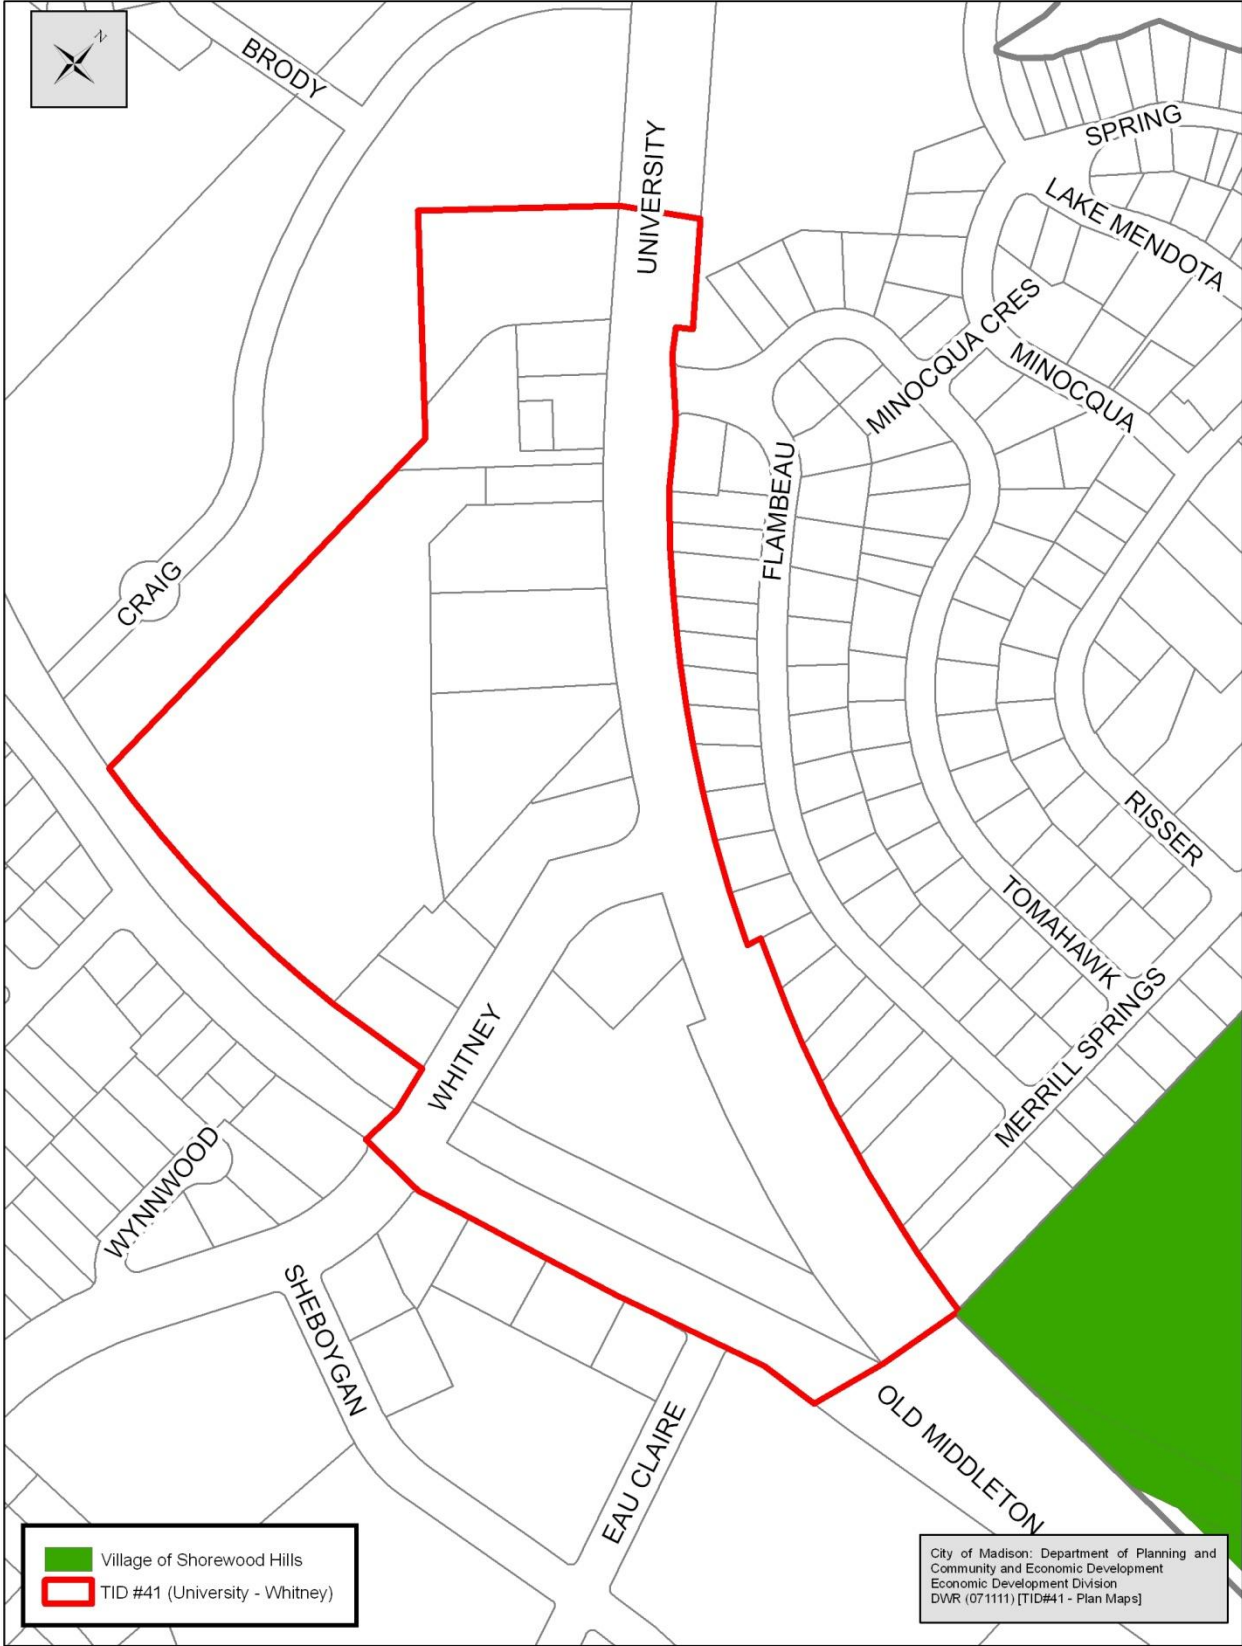 N
BRODY
UNIVERSITY
SPRING
LAKE MENDOTA
MINOCQUA CRES
MINOCQUA
FLAMBEAU
CRAIG
RISSER
TOMAHAWK
MERRILL SPRINGS
WHITNEY
WYNNWOOD
SHEBOYGAN
EAU CLAIRE
OLD MIDDLETON
Village of Shorewood Hills
TID #41 (University - Whitney)
City of Madison: Department of Planning and
Community and Economic Development
Economic Development Division
DWR (071111) [TID#41 - Plan Maps]